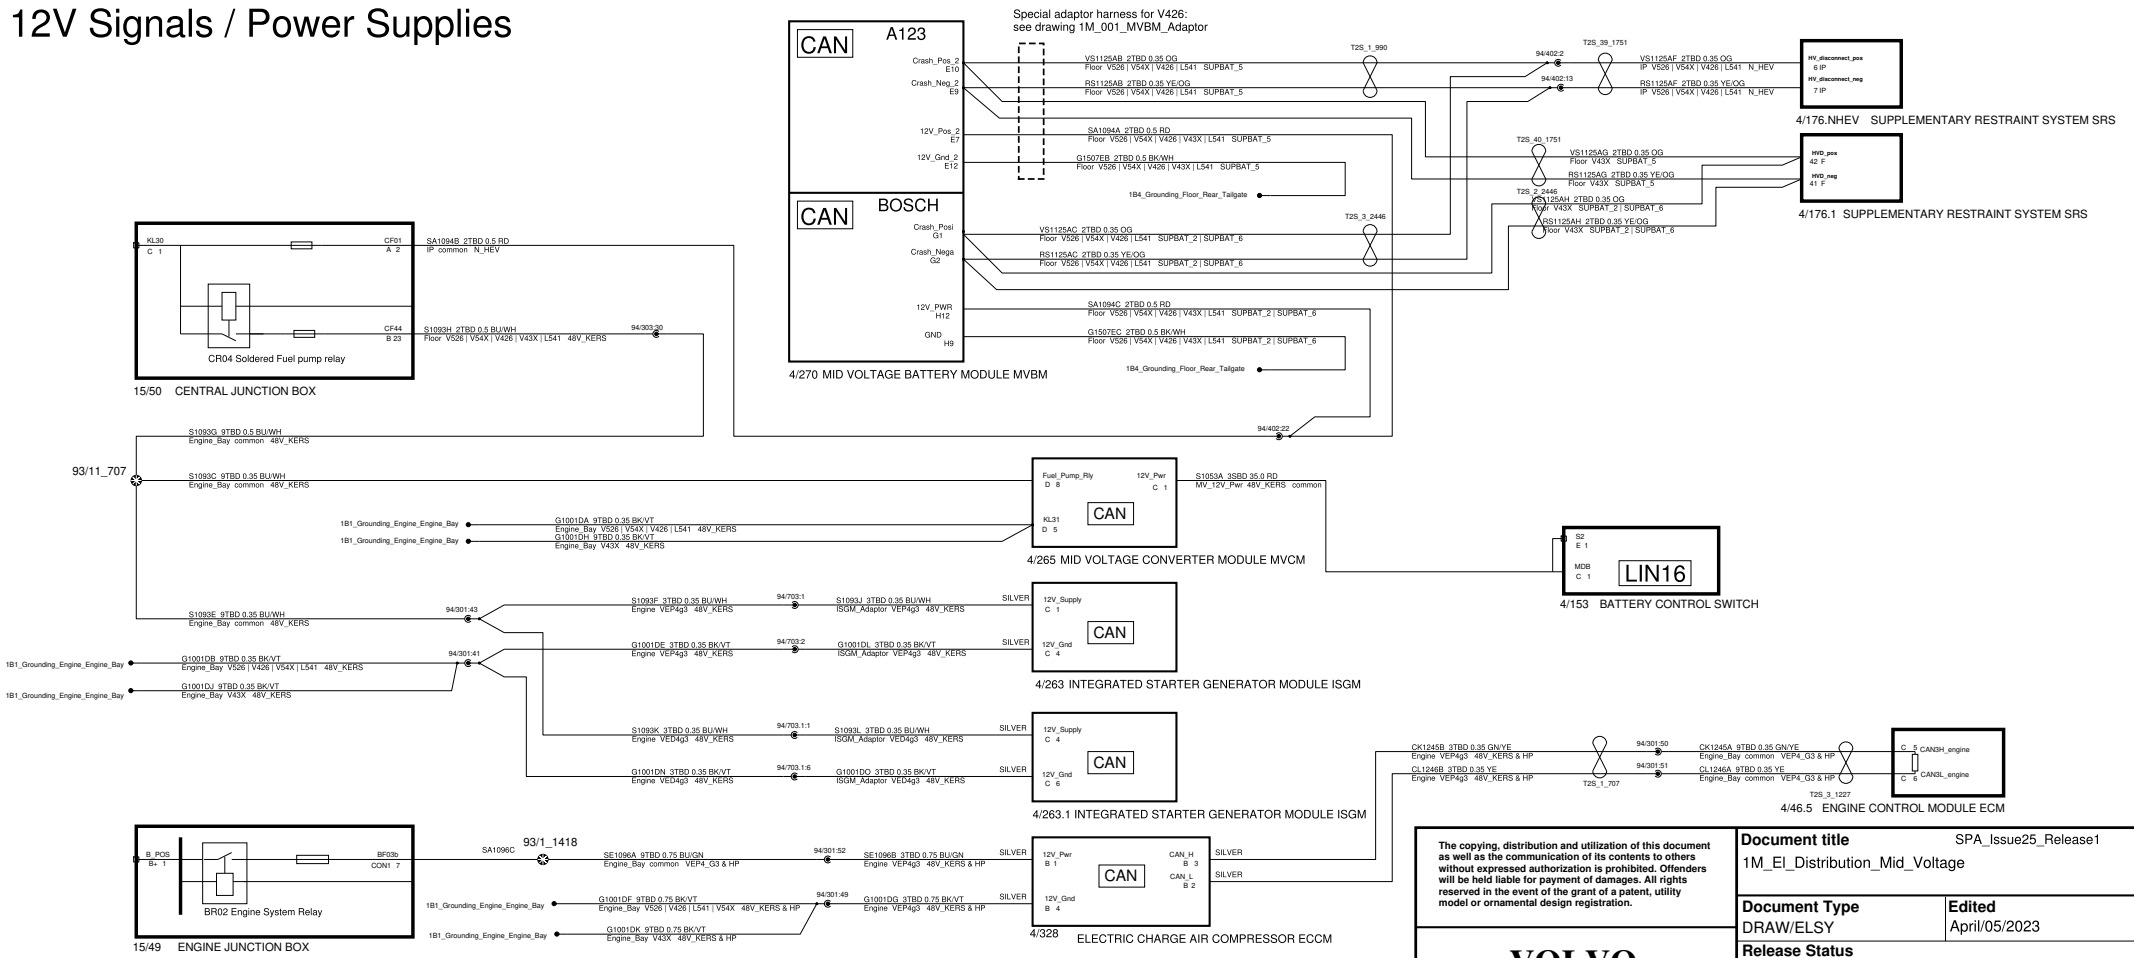 12V Signals / Power Supplies
Special adaptor harness for V426:
see drawing 1M_001_MVBM_Adaptor
CAN
A123
Crash_Pos_2
E10
Crash_Neg_2
E9
12V_Pos_2
E7
12V_Gnd_2
E12
CAN
BOSCH
Crash_Posi
G1
Crash_Nega
G2
12V_PWR
H12
GND
H9
4/270 MID VOLTAGE BATTERY MODULE MVBM
VS1125AB 2TBD 0.35 OG
Floor V526 | V54X | V426 | L541 SUPBAT_5
RS1125AB 2TBD 0.35 YE/OG
Floor V526 | V54X | V426 | L541 SUPBAT_5
SA1094A 2TBD 0.5 RD
Floor V526 | V54X | V426 | V43X | L541 SUPBAT_5
G1507EB 2TBD 0.5 BK/WH
Floor V526 | V54X | V426 | V43X | L541 SUPBAT_5
1B4_Grounding_Floor_Rear_Tailgate
T2S_1_990
94/402:2
94/402:13
T2S_39_1751
VS1125AF 2TBD 0.35 OG
IP V526 | V54X | V426 | L541 N_HEV
RS1125AF 2TBD 0.35 YE/OG
IP V526 | V54X | V426 | L541 N_HEV
HV_disconnect_pos
6 IP
HV_disconnect_neg
7 IP
4/176.NHEV SUPPLEMENTARY RESTRAINT SYSTEM SRS
T2S_40_1751
VS1125AG 2TBD 0.35 OG
Floor V43X SUPBAT_5
RS1125AG 2TBD 0.35 YE/OG
Floor V43X SUPBAT_5
T2S_2_2446
VS1125AH 2TBD 0.35 OG
Floor V43X SUPBAT_2 | SUPBAT_6
RS1125AH 2TBD 0.35 YE/OG
Floor V43X SUPBAT_2 | SUPBAT_6
HVD_pos
42 F
HVD_neg
41 F
4/176.1 SUPPLEMENTARY RESTRAINT SYSTEM SRS
T2S_3_2446
VS1125AC 2TBD 0.35 OG
Floor V526 | V54X | V426 | L541 SUPBAT_2 | SUPBAT_6
RS1125AC 2TBD 0.35 YE/OG
Floor V526 | V54X | V426 | L541 SUPBAT_2 | SUPBAT_6
SA1094C 2TBD 0.5 RD
Floor V526 | V54X | V426 | V43X | L541 SUPBAT_2 | SUPBAT_6
G1507EC 2TBD 0.5 BK/WH
Floor V526 | V54X | V426 | V43X | L541 SUPBAT_2 | SUPBAT_6
1B4_Grounding_Floor_Rear_Tailgate
94/402:22
KL30
C 1
CF01
A 2
CF44
B 23
CR04 Soldered Fuel pump relay
15/50 CENTRAL JUNCTION BOX
SA1094B 2TBD 0.5 RD
IP common N_HEV
S1093H 2TBD 0.5 BU/WH
Floor V526 | V54X | V426 | V43X | L541 48V_KERS
94/303:30
S1093G 9TBD 0.5 BU/WH
Engine_Bay common 48V_KERS
93/11_707
S1093C 9TBD 0.35 BU/WH
Engine_Bay common 48V_KERS
1B1_Grounding_Engine_Engine_Bay
G1001DA 9TBD 0.35 BK/VT
Engine_Bay V526 | V54X | V426 | L541 48V_KERS
1B1_Grounding_Engine_Engine_Bay
G1001DH 9TBD 0.35 BK/VT
Engine_Bay V43X 48V_KERS
Fuel_Pump_Rly
D 8
12V_Pwr
C 1
KL31
D 5
CAN
4/265 MID VOLTAGE CONVERTER MODULE MVCM
S1053A 3SBD 35.0 RD
MV_12V_Pwr 48V_KERS common
S2
E 1
MDB
C 1
LIN16
4/153 BATTERY CONTROL SWITCH
S1093E 9TBD 0.35 BU/WH
Engine_Bay common 48V_KERS
94/301:43
S1093F 3TBD 0.35 BU/WH
Engine VEP4g3 48V_KERS
94/703:1
S1093J 3TBD 0.35 BU/WH
ISGM_Adaptor VEP4g3 48V_KERS
SILVER
12V_Supply
C 1
1B1_Grounding_Engine_Engine_Bay
G1001DB 9TBD 0.35 BK/VT
Engine_Bay V526 | V426 | V54X | L541 48V_KERS
94/301:41
G1001DE 3TBD 0.35 BK/VT
Engine VEP4g3 48V_KERS
94/703:2
G1001DL 3TBD 0.35 BK/VT
ISGM_Adaptor VEP4g3 48V_KERS
SILVER
12V_Gnd
C 4
CAN
4/263 INTEGRATED STARTER GENERATOR MODULE ISGM
1B1_Grounding_Engine_Engine_Bay
G1001DJ 9TBD 0.35 BK/VT
Engine_Bay V43X 48V_KERS
S1093K 3TBD 0.35 BU/WH
Engine VED4g3 48V_KERS
94/703.1:1
S1093L 3TBD 0.35 BU/WH
ISGM_Adaptor VED4g3 48V_KERS
SILVER
12V_Supply
C 4
G1001DN 3TBD 0.35 BK/VT
Engine VED4g3 48V_KERS
94/703.1:6
G1001DO 3TBD 0.35 BK/VT
ISGM_Adaptor VED4g3 48V_KERS
SILVER
12V_Gnd
C 6
CAN
4/263.1 INTEGRATED STARTER GENERATOR MODULE ISGM
CK1245B 3TBD 0.35 GN/YE
Engine VEP4g3 48V_KERS & HP
CL1246B 3TBD 0.35 YE
Engine VEP4g3 48V_KERS & HP
T2S_1_707
94/301:50
94/301:51
CK1245A 9TBD 0.35 GN/YE
Engine_Bay common VEP4_G3 & HP
CL1246A 9TBD 0.35 YE
Engine_Bay common VEP4_G3 & HP
T2S_3_1227
C 5 CAN3H_engine
C 6 CAN3L_engine
4/46.5 ENGINE CONTROL MODULE ECM
B_POS
B+ 1
BF03b
CON1 7
BR02 Engine System Relay
15/49 ENGINE JUNCTION BOX
SA1096C
93/1_1418
SE1096A 9TBD 0.75 BU/GN
Engine_Bay common VEP4_G3 & HP
94/301:52
SE1096B 3TBD 0.75 BU/GN
Engine VEP4g3 48V_KERS & HP
SILVER
1B1_Grounding_Engine_Engine_Bay
G1001DF 9TBD 0.75 BK/VT
Engine_Bay V526 | V426 | L541 | V54X 48V_KERS & HP
94/301:49
G1001DG 3TBD 0.75 BK/VT
Engine VEP4g3 48V_KERS & HP
SILVER
1B1_Grounding_Engine_Engine_Bay
G1001DK 9TBD 0.75 BK/VT
Engine_Bay V43X 48V_KERS & HP
12V_Pwr
B 1
12V_Gnd
B 4
CAN
CAN_H
B 3
CAN_L
B 2
SILVER
SILVER
4/328 ELECTRIC CHARGE AIR COMPRESSOR ECCM
The copying, distribution and utilization of this document
as well as the communication of its contents to others
without expressed authorization is prohibited. Offenders
will be held liable for payment of damages. All rights
reserved in the event of the grant of a patent, utility
model or ornamental design registration.
VOLVO
Document title SPA_Issue25_Release1
1M_El_Distribution_Mid_Voltage
Document Type
DRAW/ELSY
Edited
April/05/2023
Release Status